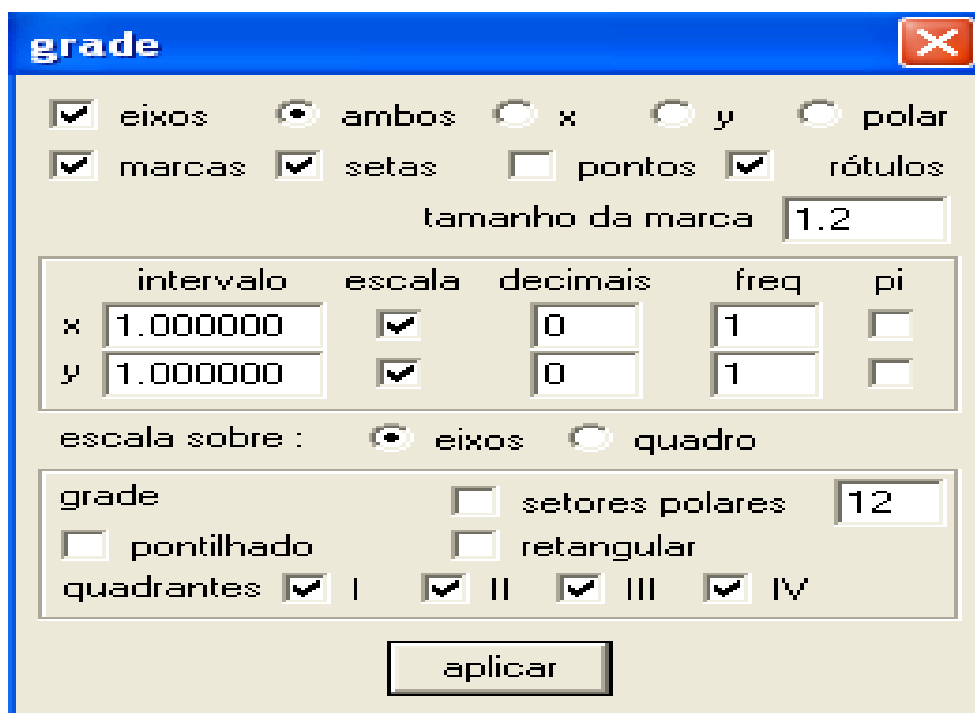 grade
eixos ambos x y polar
marcas setas pontos rótulos
tamanho da marca 1.2
intervalo escala decimais freq pi
x 1.000000 0 1
y 1.000000 0 1
escala sobre : eixos quadro
grade setores polares 12
pontilhado retangular
quadrantes I II III IV
aplicar